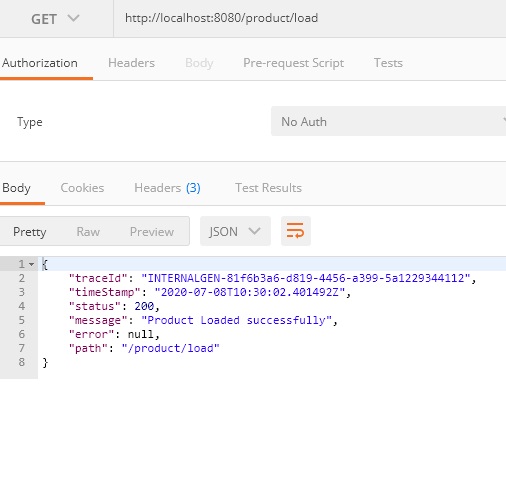 GET http://localhost:8080/product/load
Authorization Headers Body Pre-request Script Tests
Type No Auth
Body Cookies Headers (3) Test Results
Pretty Raw Preview JSON
1 {
2 "traceId": "INTERNALGEN-81f6b3a6-d819-4456-a399-5a1229344112",
3 "timeStamp": "2020-07-08T10:30:02.401492Z",
4 "status": 200,
5 "message": "Product Loaded successfully",
6 "error": null,
7 "path": "/product/load"
8 }